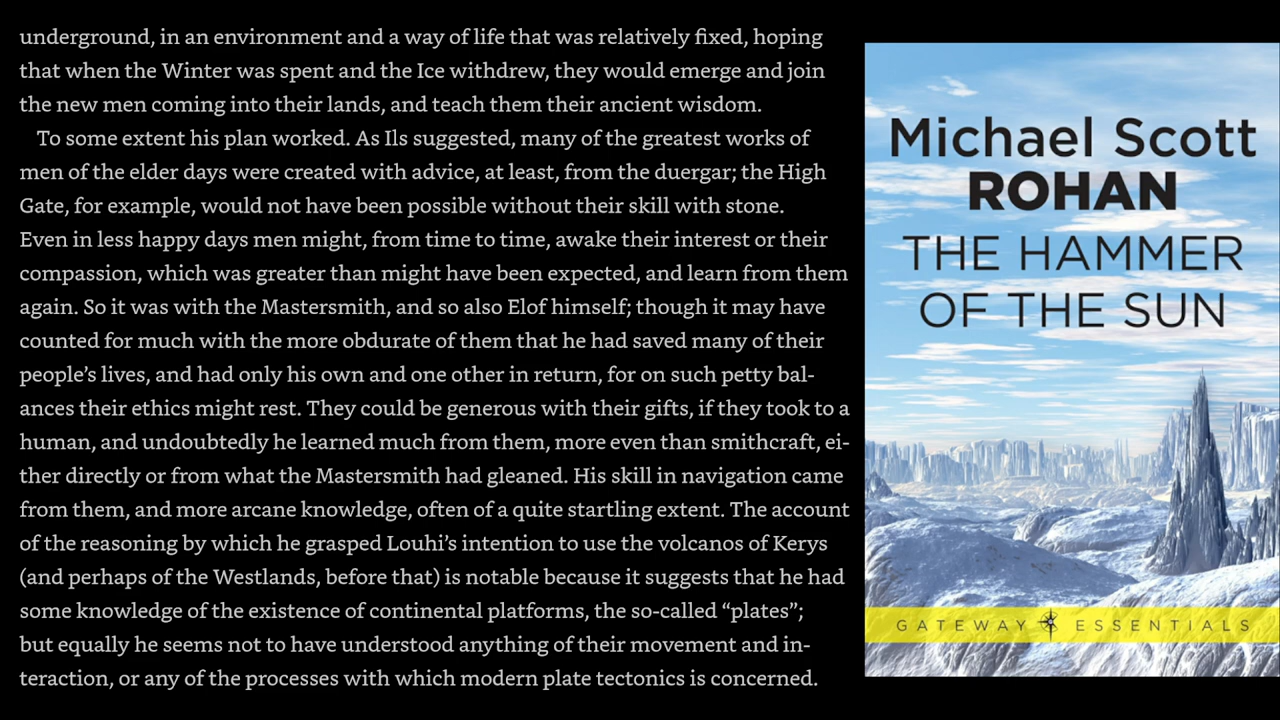 underground, in an environment and a way of life that was relatively fixed, hoping
that when the Winter was spent and the Ice withdrew, they would emerge and join
the new men coming into their lands, and teach them their ancient wisdom.
To some extent his plan worked. As Ils suggested, many of the greatest works of
men of the elder days were created with advice, at least, from the duergar; the High
Gate, for example, would not have been possible without their skill with stone.
Even in less happy days men might, from time to time, awake their interest or their
compassion, which was greater than might have been expected, and learn from them
again. So it was with the Mastersmith, and so also Elof himself; though it may have
counted for much with the more obdurate of them that he had saved many of their
people’s lives, and had only his own and one other in return, for on such petty bal-
ances their ethics might rest. They could be generous with their gifts, if they took to a
human, and undoubtedly he learned much from them, more even than smithcraft, ei-
ther directly or from what the Mastersmith had gleaned. His skill in navigation came
from them, and more arcane knowledge, often of a quite startling extent. The account
of the reasoning by which he grasped Louhi’s intention to use the volcanos of Kerys
(and perhaps of the Westlands, before that) is notable because it suggests that he had
some knowledge of the existence of continental platforms, the so-called “plates”;
but equally he seems not to have understood anything of their movement and in-
teraction, or any of the processes with which modern plate tectonics is concerned.
Michael Scott
ROHAN
THE HAMMER
OF THE SUN
GATEWAY ESSENTIALS